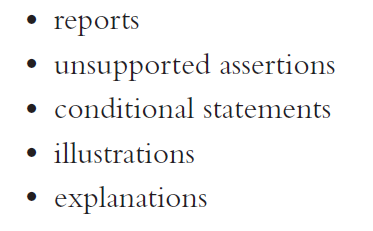 • reports
• unsupported assertions
• conditional statements
• illustrations
• explanations